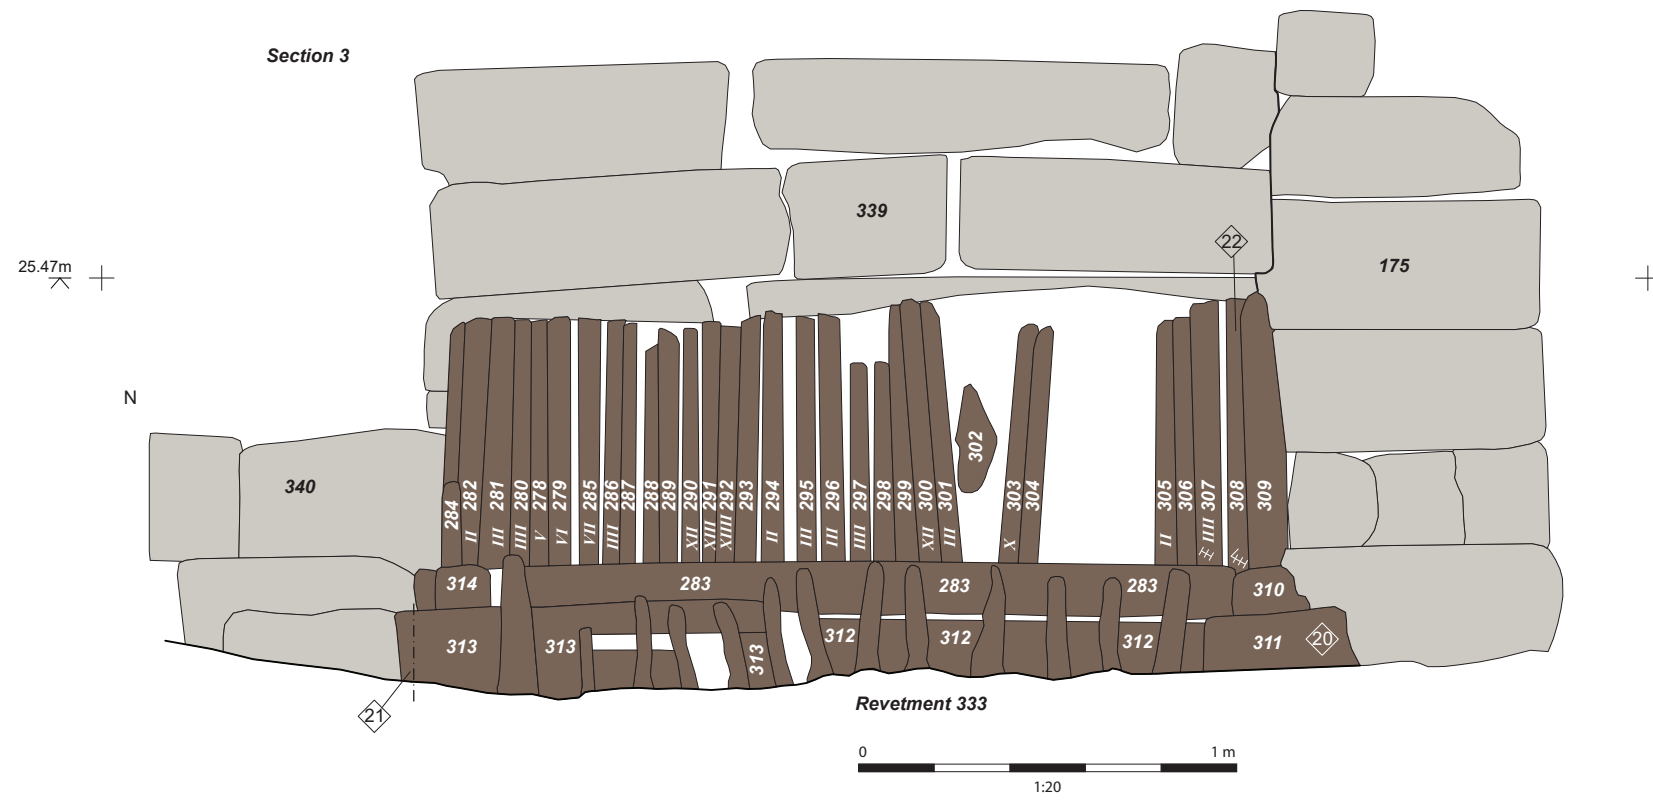 Section 3
339
22
175
25.47m
N
340
284 282 281 280 278 279 285 286 287 288 289 290 291 292 293 294 295 296 297 298 299 300 301 302 303 304 305 306 307 308 309
II III IIII V VI VII IIII XII XIII XIIII II III III IIII XII III X II IIII
314 283 283 283 310
313 313 313 312 312 312 311 20
21
Revetment 333
0 1 m
1:20